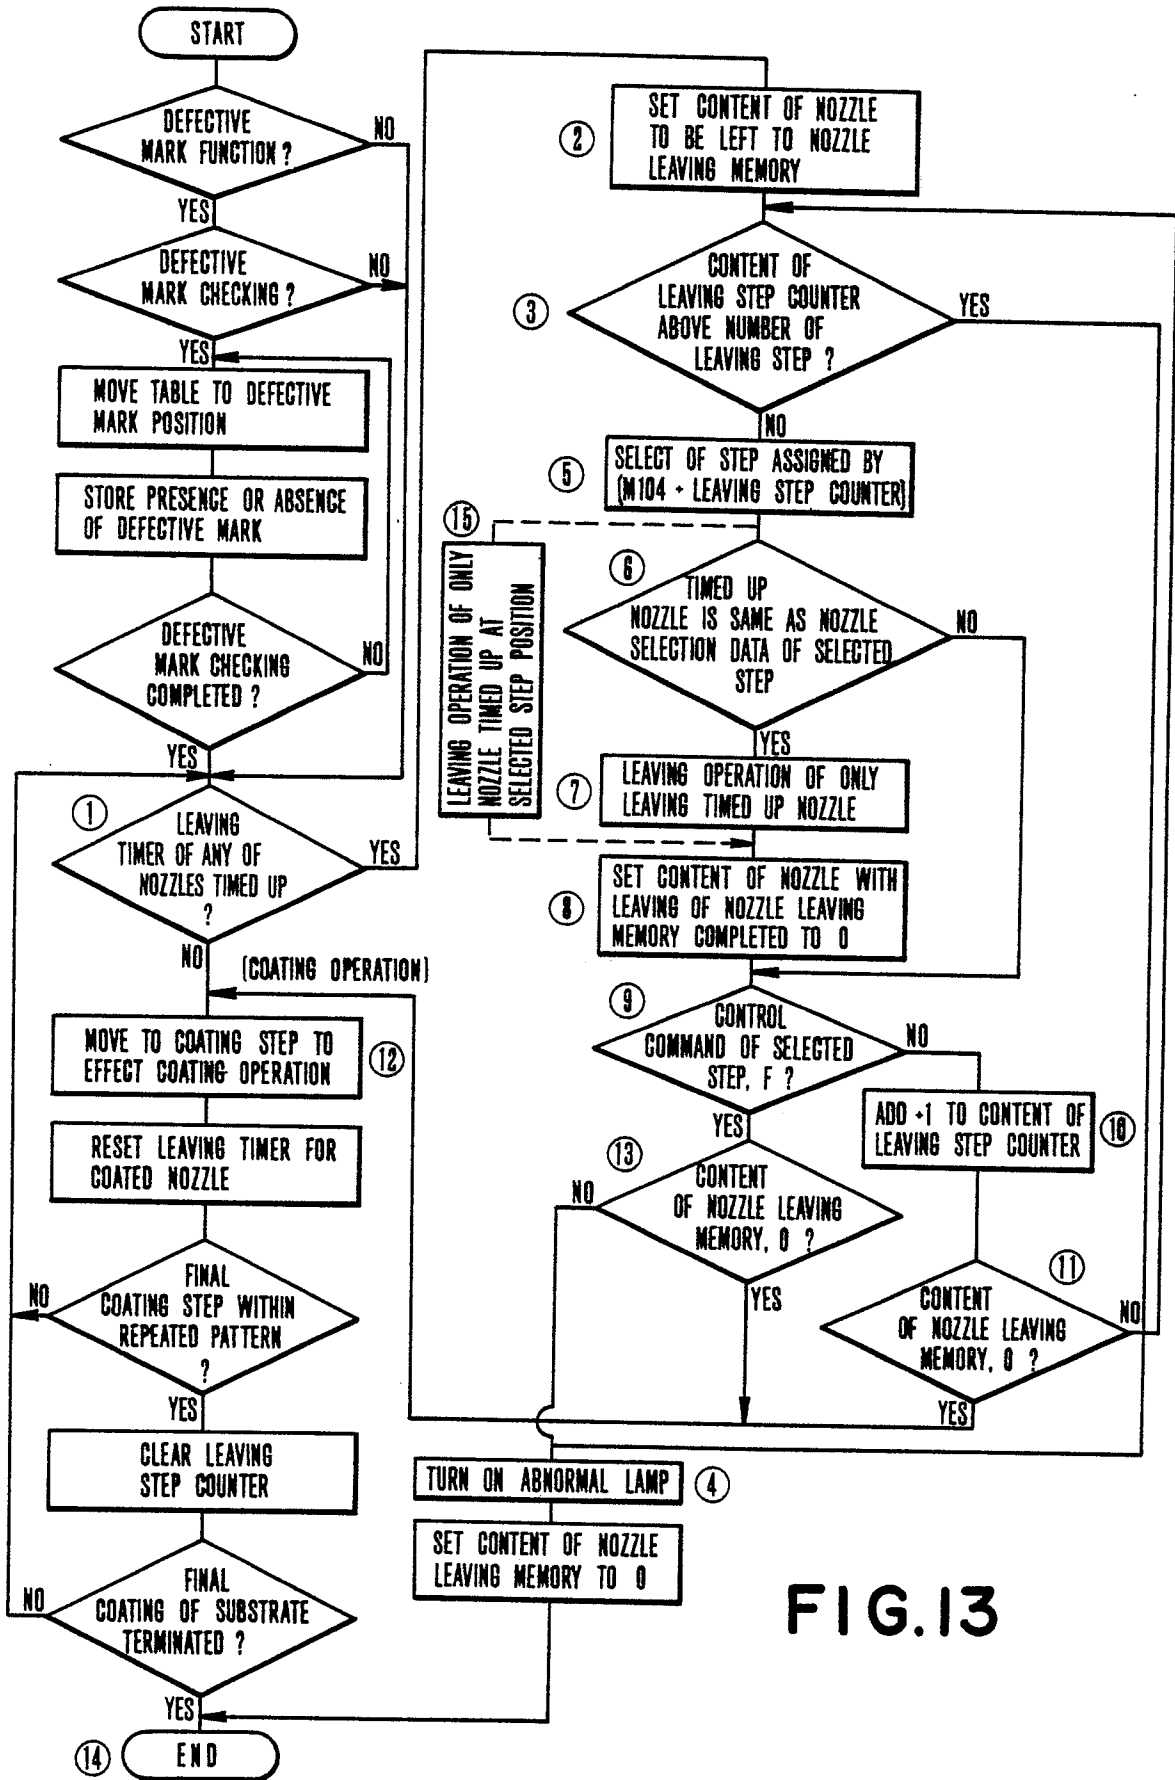 START
DEFECTIVE
MARK FUNCTION ?
NO
YES
DEFECTIVE
MARK CHECKING ?
NO
YES
MOVE TABLE TO DEFECTIVE
MARK POSITION
STORE PRESENCE OR ABSENCE
OF DEFECTIVE MARK
DEFECTIVE
MARK CHECKING
COMPLETED ?
NO
YES
1
LEAVING
TIMER OF ANY OF
NOZZLES TIMED UP
?
YES
NO
(COATING OPERATION)
MOVE TO COATING STEP TO
EFFECT COATING OPERATION
12
RESET LEAVING TIMER FOR
COATED NOZZLE
FINAL
COATING STEP WITHIN
REPEATED PATTERN
?
NO
YES
CLEAR LEAVING
STEP COUNTER
FINAL
COATING OF SUBSTRATE
TERMINATED ?
NO
YES
14
END
2
SET CONTENT OF NOZZLE
TO BE LEFT TO NOZZLE
LEAVING MEMORY
3
CONTENT OF
LEAVING STEP COUNTER
ABOVE NUMBER OF
LEAVING STEP ?
YES
NO
5
SELECT OF STEP ASSIGNED BY
(M104 + LEAVING STEP COUNTER)
15
LEAVING OPERATION OF ONLY
NOZZLE TIMED UP AT
SELECTED STEP POSITION
6
TIMED UP
NOZZLE IS SAME AS NOZZLE
SELECTION DATA OF SELECTED
STEP
NO
YES
7
LEAVING OPERATION OF ONLY
LEAVING TIMED UP NOZZLE
8
SET CONTENT OF NOZZLE WITH
LEAVING OF NOZZLE LEAVING
MEMORY COMPLETED TO 0
9
CONTROL
COMMAND OF SELECTED
STEP, F ?
NO
YES
ADD +1 TO CONTENT OF
LEAVING STEP COUNTER
10
13
CONTENT
OF NOZZLE LEAVING
MEMORY, 0 ?
NO
YES
11
CONTENT
OF NOZZLE LEAVING
MEMORY, 0 ?
NO
YES
TURN ON ABNORMAL LAMP
4
SET CONTENT OF NOZZLE
LEAVING MEMORY TO 0
FIG.13